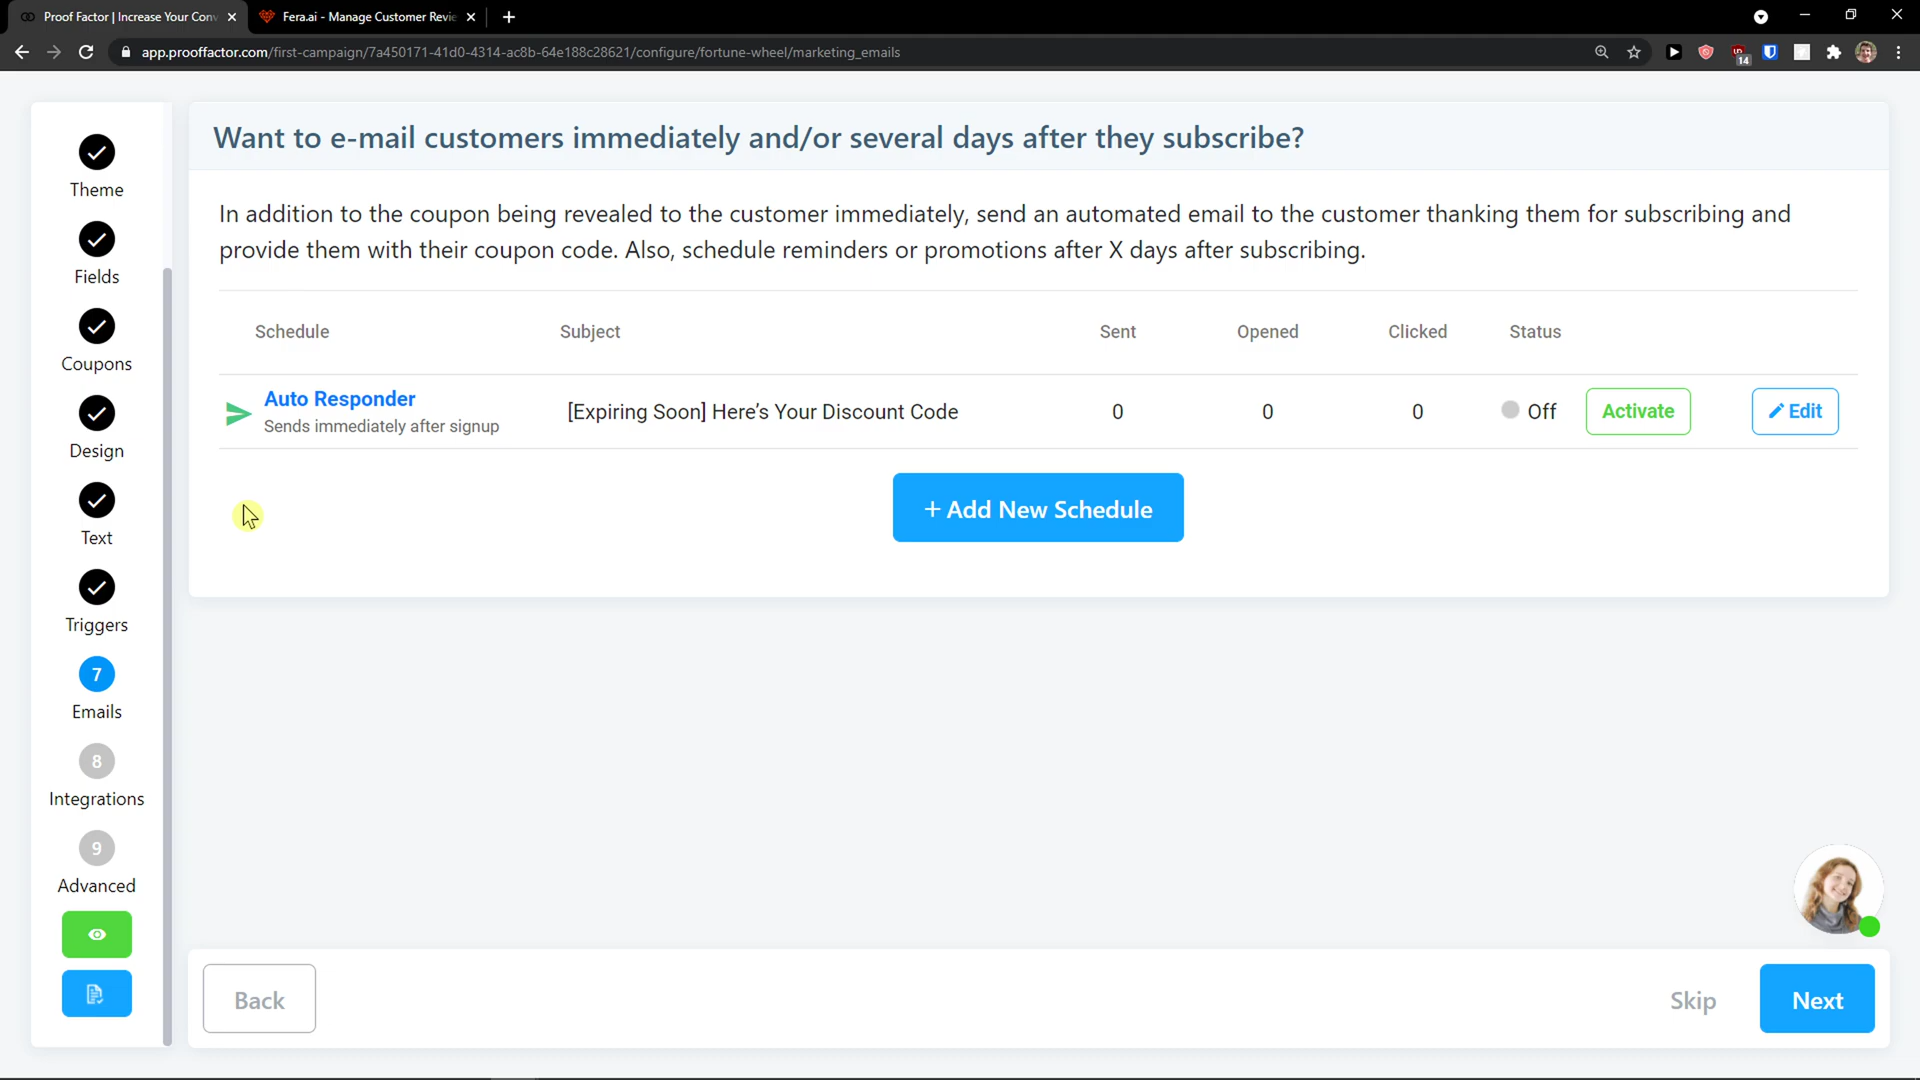 Proof Factor | Increase Your Conv
Fera.ai - Manage Customer Revie
app.prooffactor.com/first-campaign/7a450171-41d0-4314-ac8b-64e188c28621/configure/fortune-wheel/marketing_emails
14
Theme
Fields
Coupons
Design
Text
Triggers
7
Emails
8
Integrations
9
Advanced
Want to e-mail customers immediately and/or several days after they subscribe?
In addition to the coupon being revealed to the customer immediately, send an automated email to the customer thanking them for subscribing and
provide them with their coupon code. Also, schedule reminders or promotions after X days after subscribing.
Schedule Subject Sent Opened Clicked Status
Auto Responder
Sends immediately after signup
[Expiring Soon] Here's Your Discount Code 0 0 0 Off Activate Edit
+ Add New Schedule
Back Skip Next